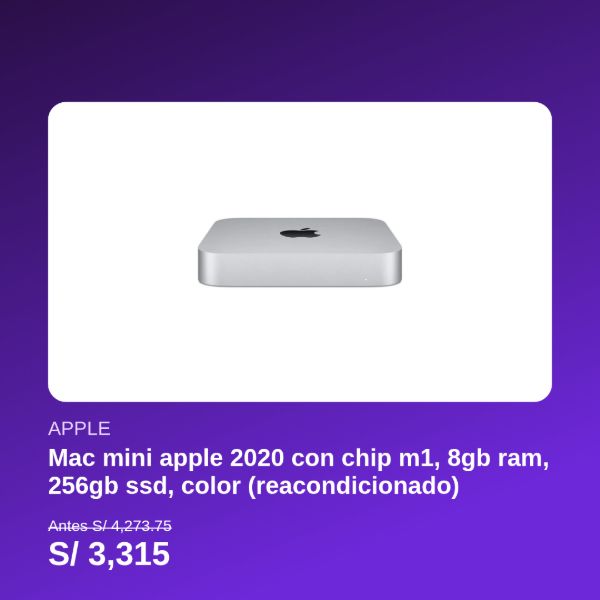 APPLE
Mac mini apple 2020 con chip m1, 8gb ram,
256gb ssd, color (reacondicionado)
Antes S/ 4,273.75
S/ 3,315